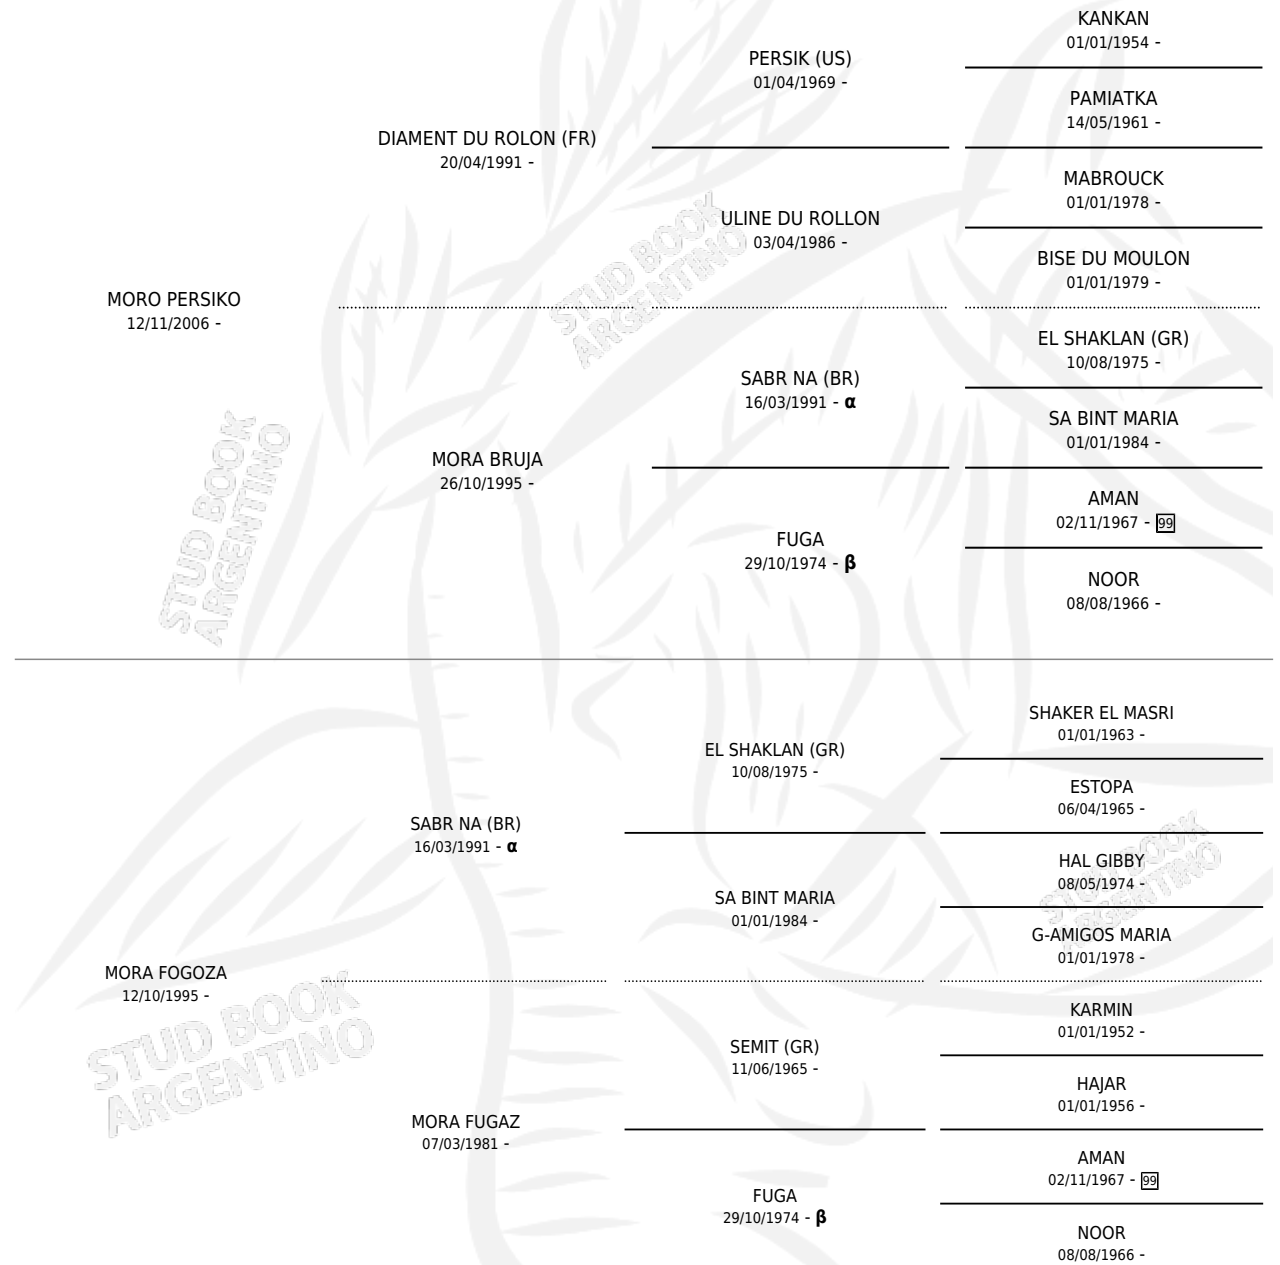 KANKAN
01/01/1954 -
PERSIK (US)
01/04/1969 -
PAMIATKA
14/05/1961 -
DIAMENT DU ROLON (FR)
20/04/1991 -
MABROUCK
01/01/1978 -
ULINE DU ROLLON
03/04/1986 -
BISE DU MOULON
01/01/1979 -
MORO PERSIKO
12/11/2006 -
EL SHAKLAN (GR)
10/08/1975 -
SABR NA (BR)
16/03/1991 - α
SA BINT MARIA
01/01/1984 -
MORA BRUJA
26/10/1995 -
AMAN
02/11/1967 - 99
FUGA
29/10/1974 - β
NOOR
08/08/1966 -
STUD BOOK
ARGENTINO
STUD BOOK
ARGENTINO
SHAKER EL MASRI
01/01/1963 -
EL SHAKLAN (GR)
10/08/1975 -
ESTOPA
06/04/1965 -
SABR NA (BR)
16/03/1991 - α
HAL GIBBY
08/05/1974 -
SA BINT MARIA
01/01/1984 -
G-AMIGOS MARIA
01/01/1978 -
MORA FOGOZA
12/10/1995 -
KARMIN
01/01/1952 -
SEMIT (GR)
11/06/1965 -
HAJAR
01/01/1956 -
MORA FUGAZ
07/03/1981 -
AMAN
02/11/1967 - 99
FUGA
29/10/1974 - β
NOOR
08/08/1966 -
STUD BOOK
ARGENTINO
STUD BOOK
ARGENTINO